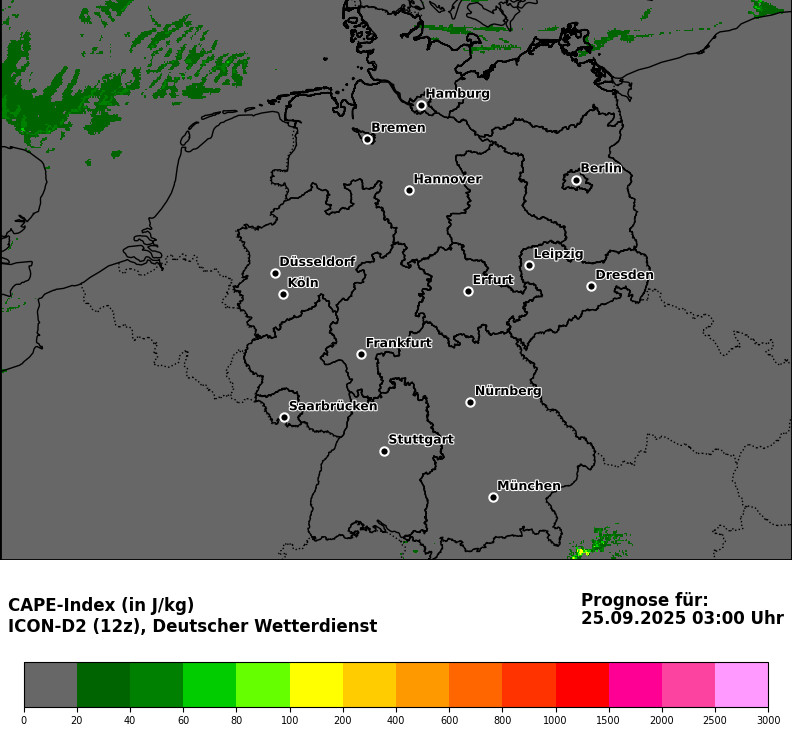 Hamburg
Bremen
Hannover
Berlin
Düsseldorf
Köln
Leipzig
Erfurt
Dresden
Frankfurt
Nürnberg
Saarbrücken
Stuttgart
München
CAPE-Index (in J/kg)
ICON-D2 (12z), Deutscher Wetterdienst
Prognose für:
25.09.2025 03:00 Uhr
0 20 40 60 80 100 200 400 600 800 1000 1500 2000 2500 3000